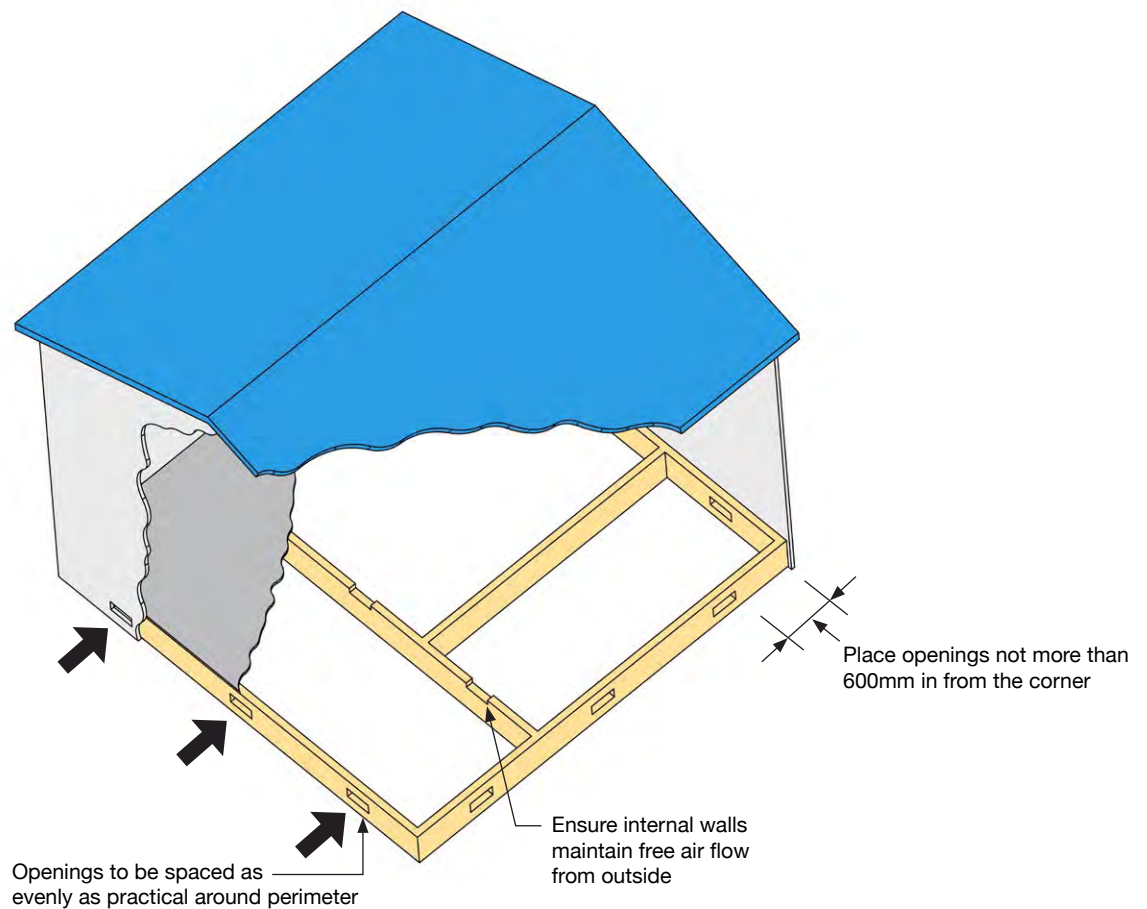 Place openings not more than
600mm in from the corner
Ensure internal walls
maintain free air flow
from outside
Openings to be spaced as
evenly as practical around perimeter